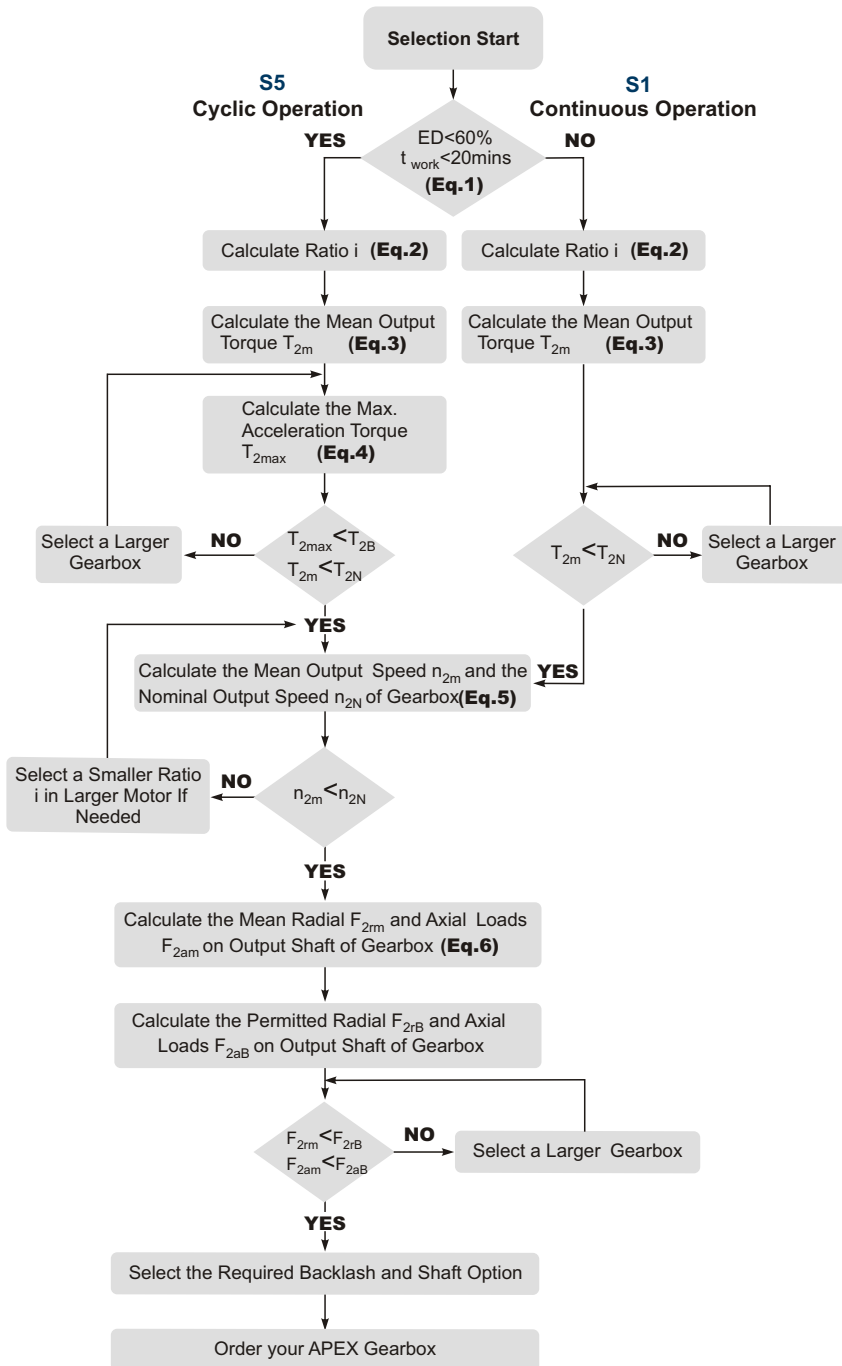 Selection Start
S5
Cyclic Operation
S1
Continuous Operation
YES
ED<60%
t work<20mins
(Eq.1)
NO
Calculate Ratio i (Eq.2)
Calculate Ratio i (Eq.2)
Calculate the Mean Output
Torque T2m (Eq.3)
Calculate the Mean Output
Torque T2m (Eq.3)
Calculate the Max.
Acceleration Torque
T2max (Eq.4)
Select a Larger
Gearbox
NO
T2max<T2B
T2m<T2N
T2m<T2N
NO
Select a Larger
Gearbox
YES
Calculate the Mean Output Speed n2m and the
Nominal Output Speed n2N of Gearbox(Eq.5)
YES
Select a Smaller Ratio
i in Larger Motor If
Needed
NO
n2m<n2N
YES
Calculate the Mean Radial F2rm and Axial Loads
F2am on Output Shaft of Gearbox (Eq.6)
Calculate the Permitted Radial F2rB and Axial
Loads F2aB on Output Shaft of Gearbox
F2rm<F2rB
F2am<F2aB
NO
Select a Larger Gearbox
YES
Select the Required Backlash and Shaft Option
Order your APEX Gearbox